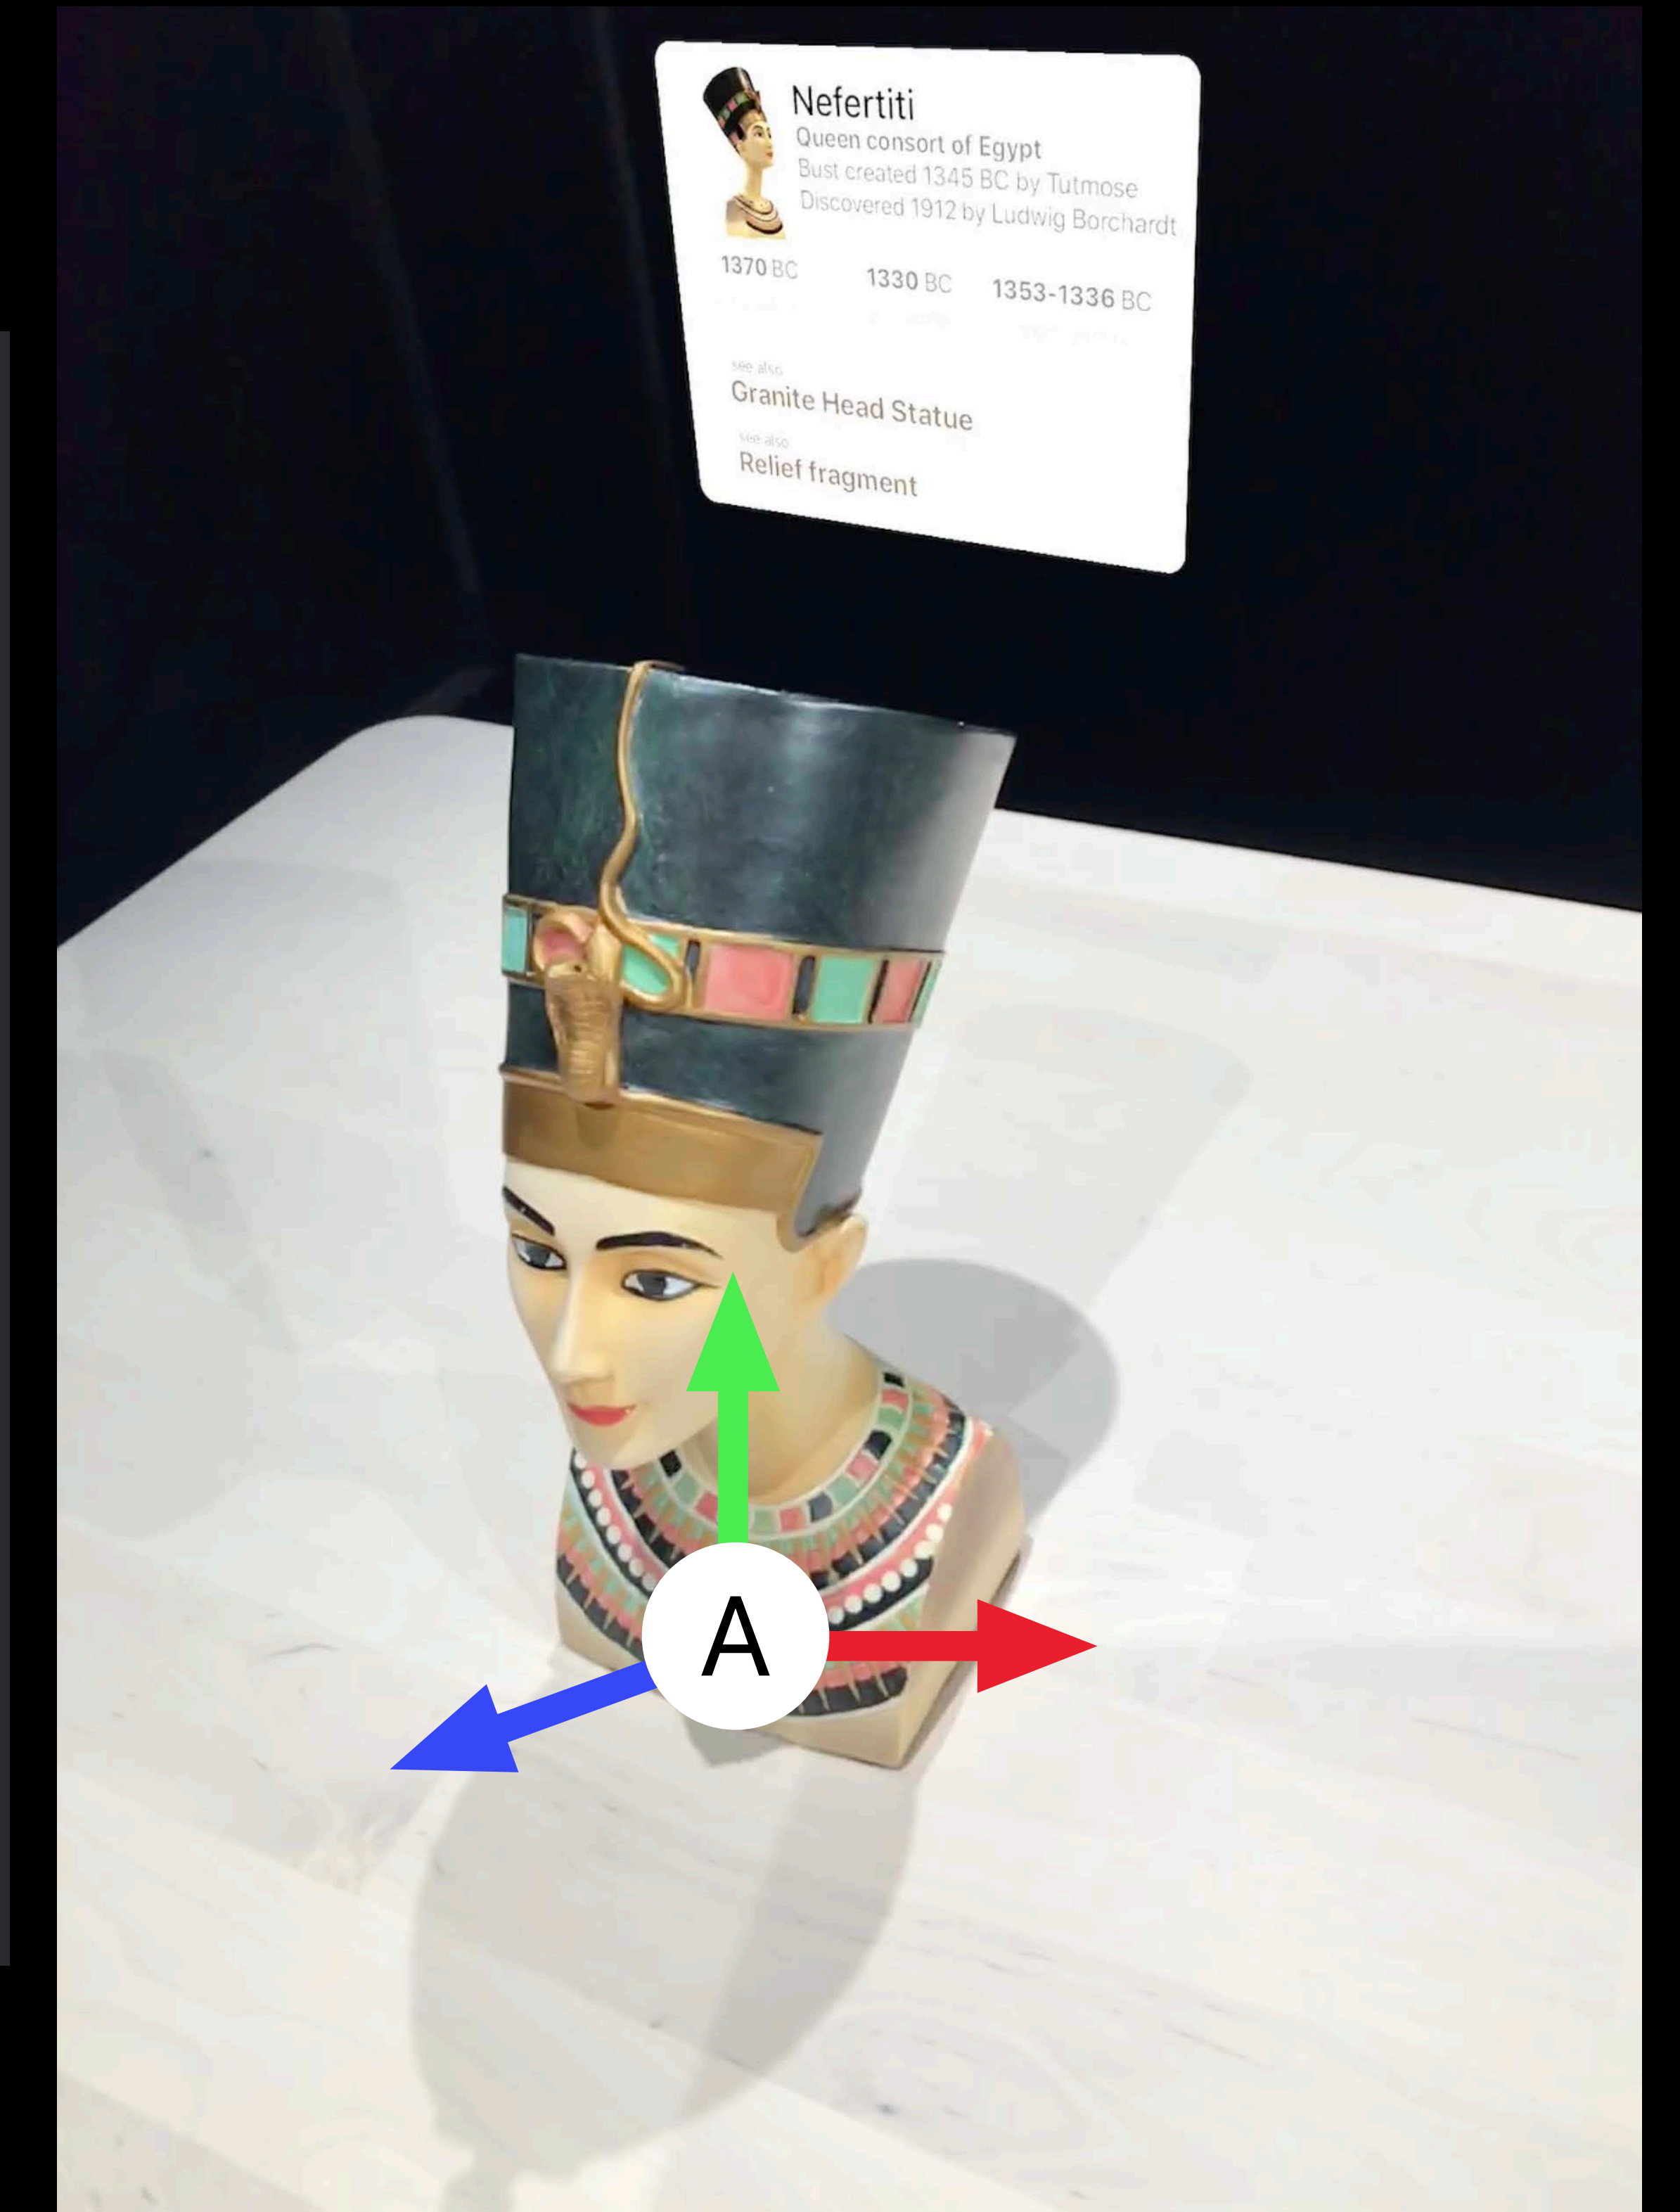 Nefertiti
Queen consort of Egypt
Bust created 1345 BC by Tutmose
Discovered 1912 by Ludwig Borchardt
1370 BC 1330 BC 1353-1336 BC
see also
Granite Head Statue
see also
Relief fragment
A